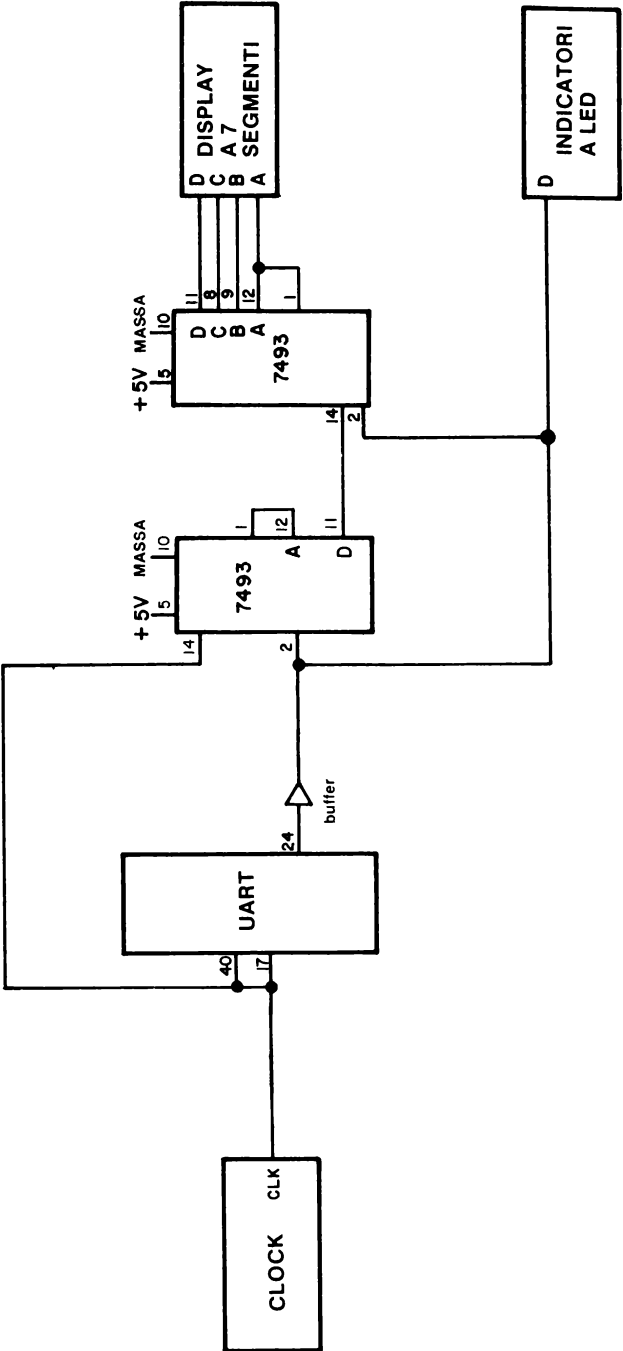 DISPLAY
A 7
SEGMENTI
D
C
B
A
INDICATORI
A LED
D
11
8
9
12
1
+5V
MASSA
5
10
D
C
B
A
7493
14
2
+5V
MASSA
5
10
1
12
11
A
D
7493
14
2
buffer
24
UART
40
17
CLK
CLOCK